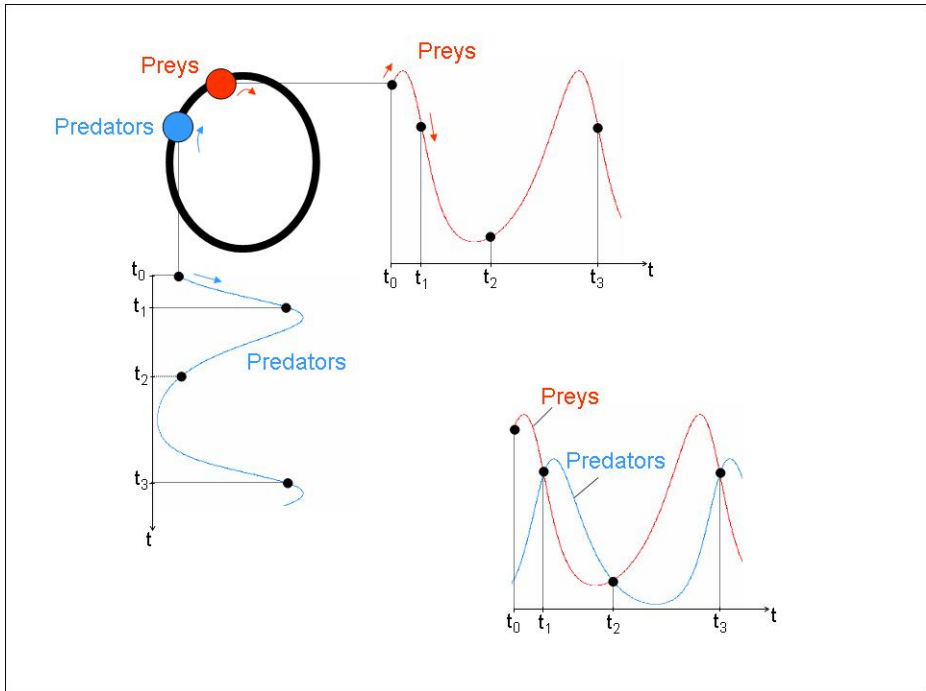 Preys
Predators
Preys
t
t0 t1 t2 t3
t0
t1
t2
t3
t
Predators
Preys
Predators
t
t0 t1 t2 t3